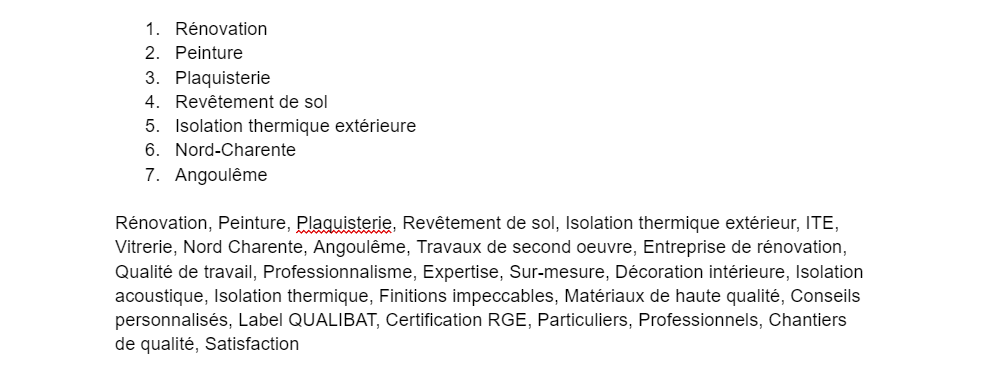 1. Rénovation
2. Peinture
3. Plaquisterie
4. Revêtement de sol
5. Isolation thermique extérieure
6. Nord-Charente
7. Angoulême
Rénovation, Peinture, Plaquisterie, Revêtement de sol, Isolation thermique extérieur, ITE,
Vitrerie, Nord Charente, Angoulême, Travaux de second oeuvre, Entreprise de rénovation,
Qualité de travail, Professionnalisme, Expertise, Sur-mesure, Décoration intérieure, Isolation
acoustique, Isolation thermique, Finitions impeccables, Matériaux de haute qualité, Conseils
personnalisés, Label QUALIBAT, Certification RGE, Particuliers, Professionnels, Chantiers
de qualité, Satisfaction